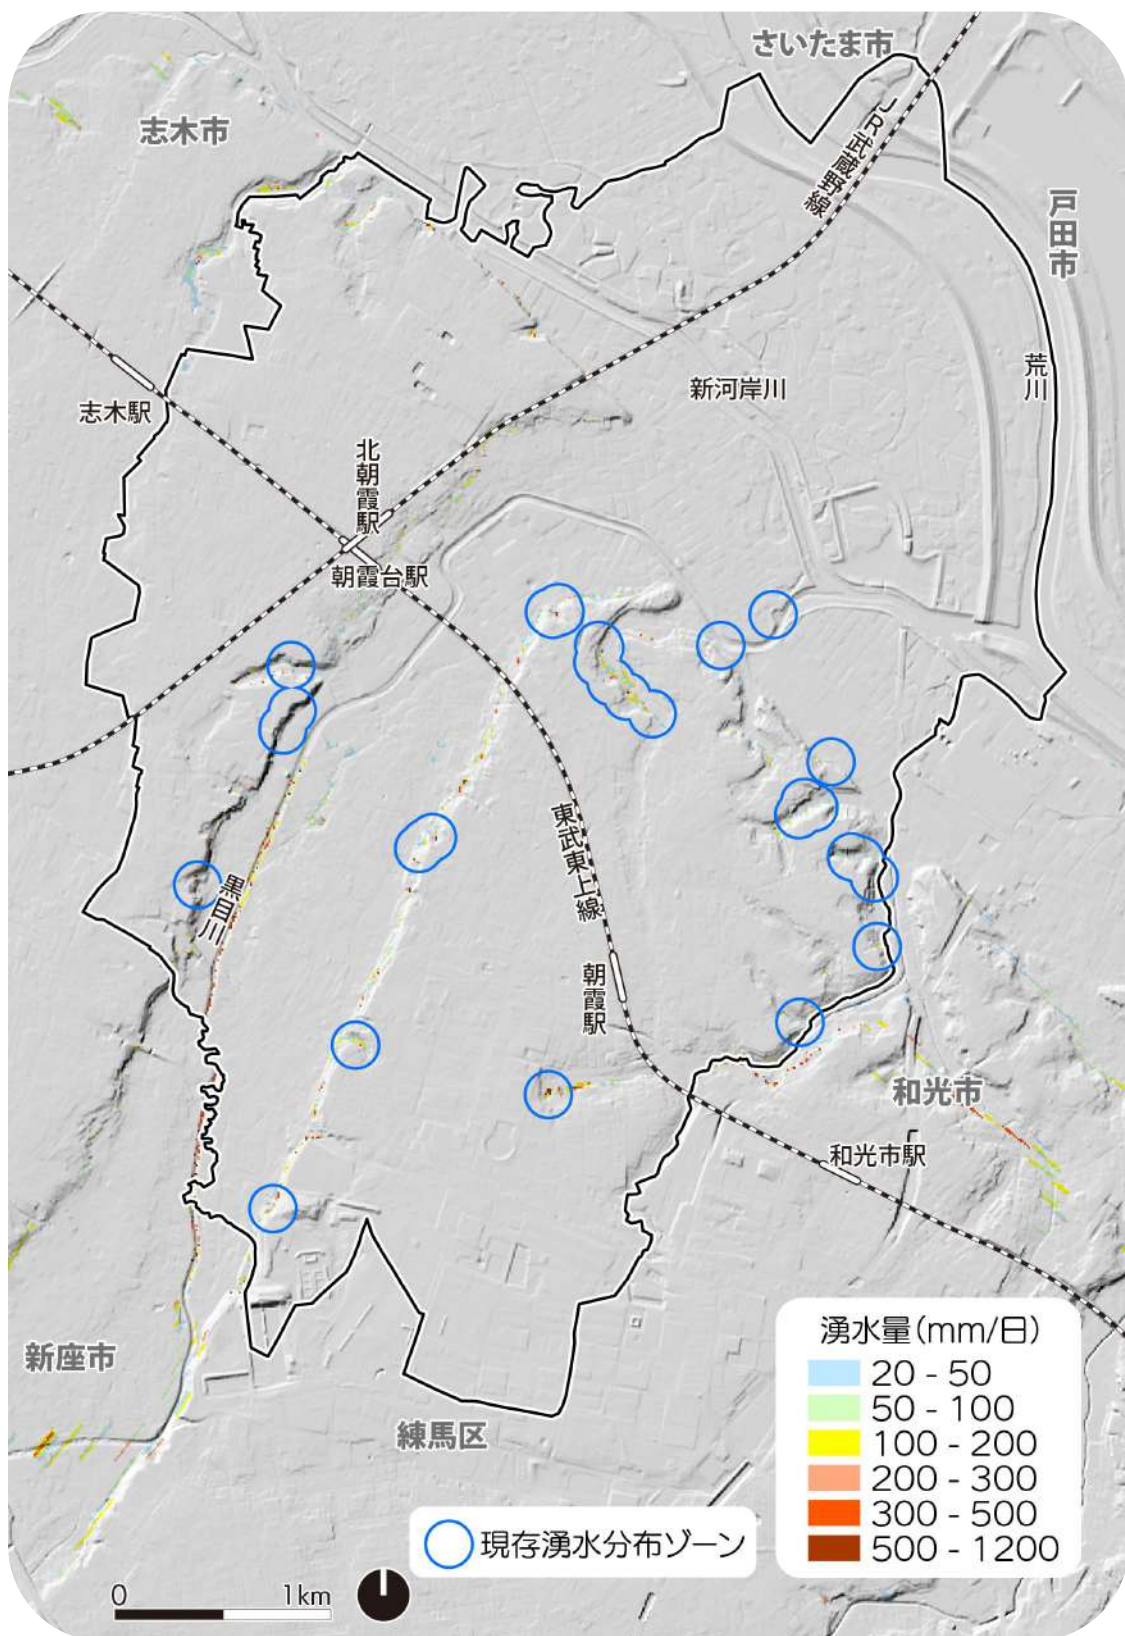 さいたま市
志木市
JR武蔵野線
戸田市
荒川
新河岸川
志木駅
北朝霞駅
朝霞台駅
東武東上線
黒目川
朝霞駅
和光市
和光市駅
新座市
練馬区
湧水量(mm/日)
20 - 50
50 - 100
100 - 200
200 - 300
300 - 500
500 - 1200
現存湧水分布ゾーン
0 1km